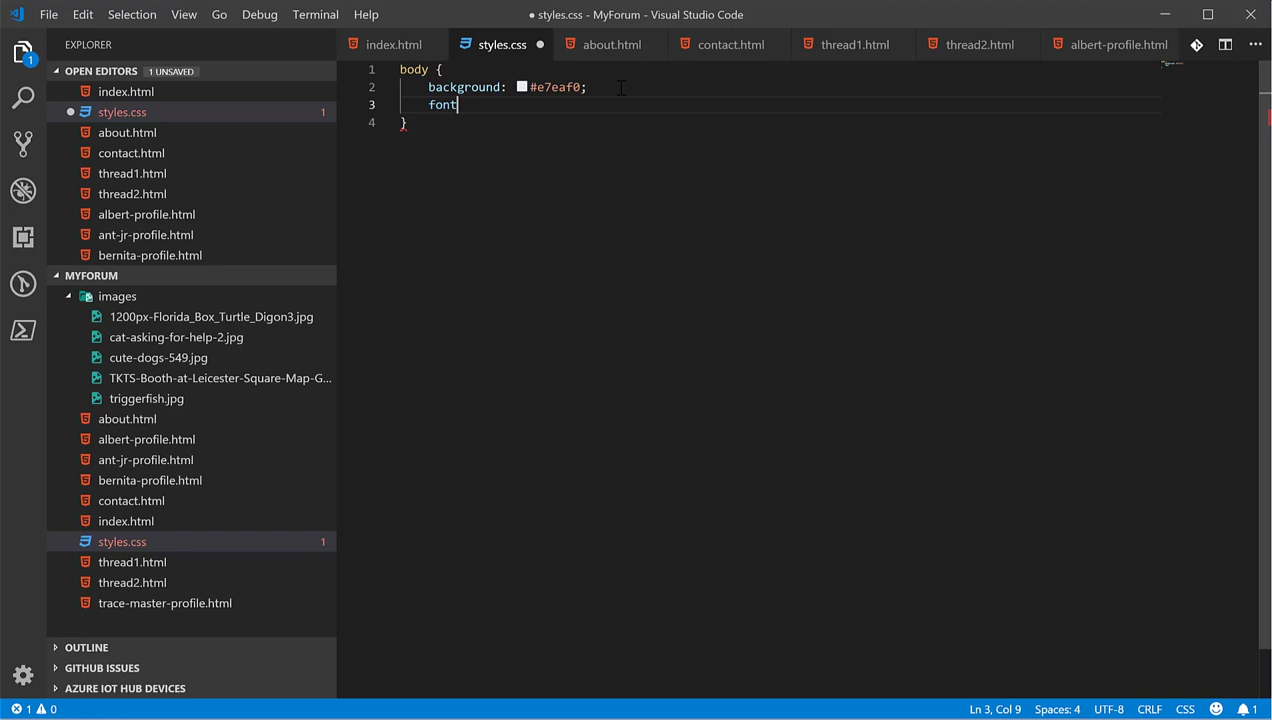 File Edit Selection View Go Debug Terminal Help
● styles.css - MyForum - Visual Studio Code
EXPLORER
index.html styles.css about.html contact.html thread1.html thread2.html albert-profile.html
1
OPEN EDITORS 1 UNSAVED
index.html
styles.css 1
about.html
contact.html
thread1.html
thread2.html
albert-profile.html
ant-jr-profile.html
bernita-profile.html
MYFORUM
images
1200px-Florida_Box_Turtle_Digon3.jpg
cat-asking-for-help-2.jpg
cute-dogs-549.jpg
TKTS-Booth-at-Leicester-Square-Map-G...
triggerfish.jpg
about.html
albert-profile.html
ant-jr-profile.html
bernita-profile.html
contact.html
index.html
styles.css 1
thread1.html
thread2.html
trace-master-profile.html
OUTLINE
GITHUB ISSUES
AZURE IOT HUB DEVICES
1 body {
2 background: #e7eaf0;
3 font
4 }
1 0
Ln 3, Col 9 Spaces: 4 UTF-8 CRLF CSS 1